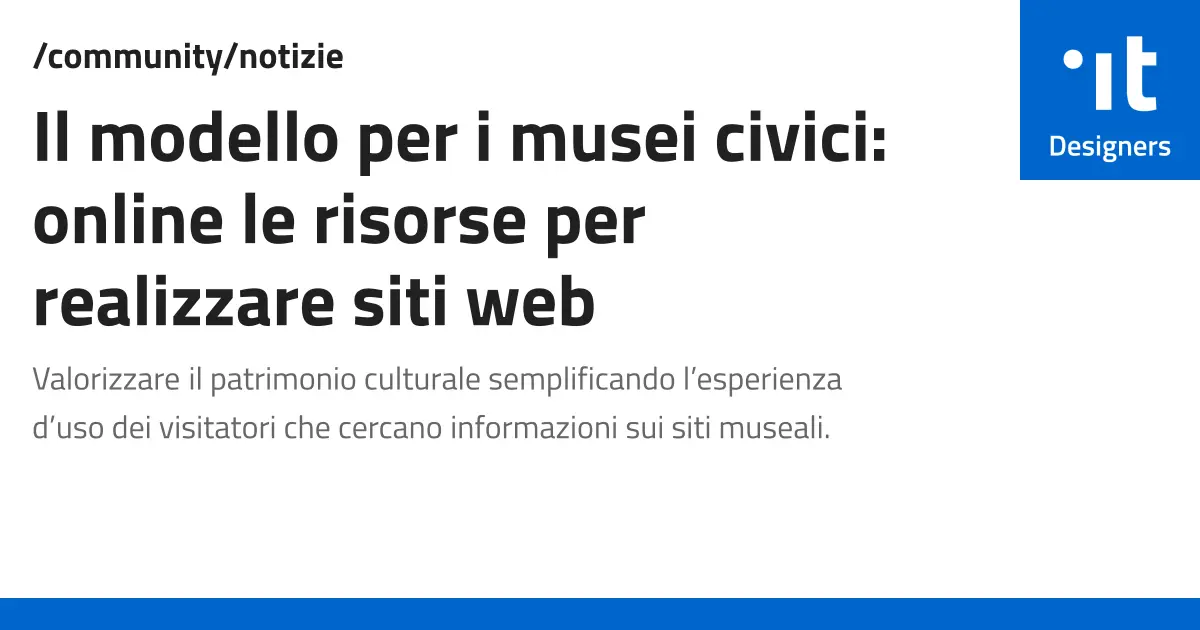 /community/notizie
Il modello per i musei civici:
online le risorse per
realizzare siti web
Valorizzare il patrimonio culturale semplificando l’esperienza
d’uso dei visitatori che cercano informazioni sui siti museali.
it
Designers